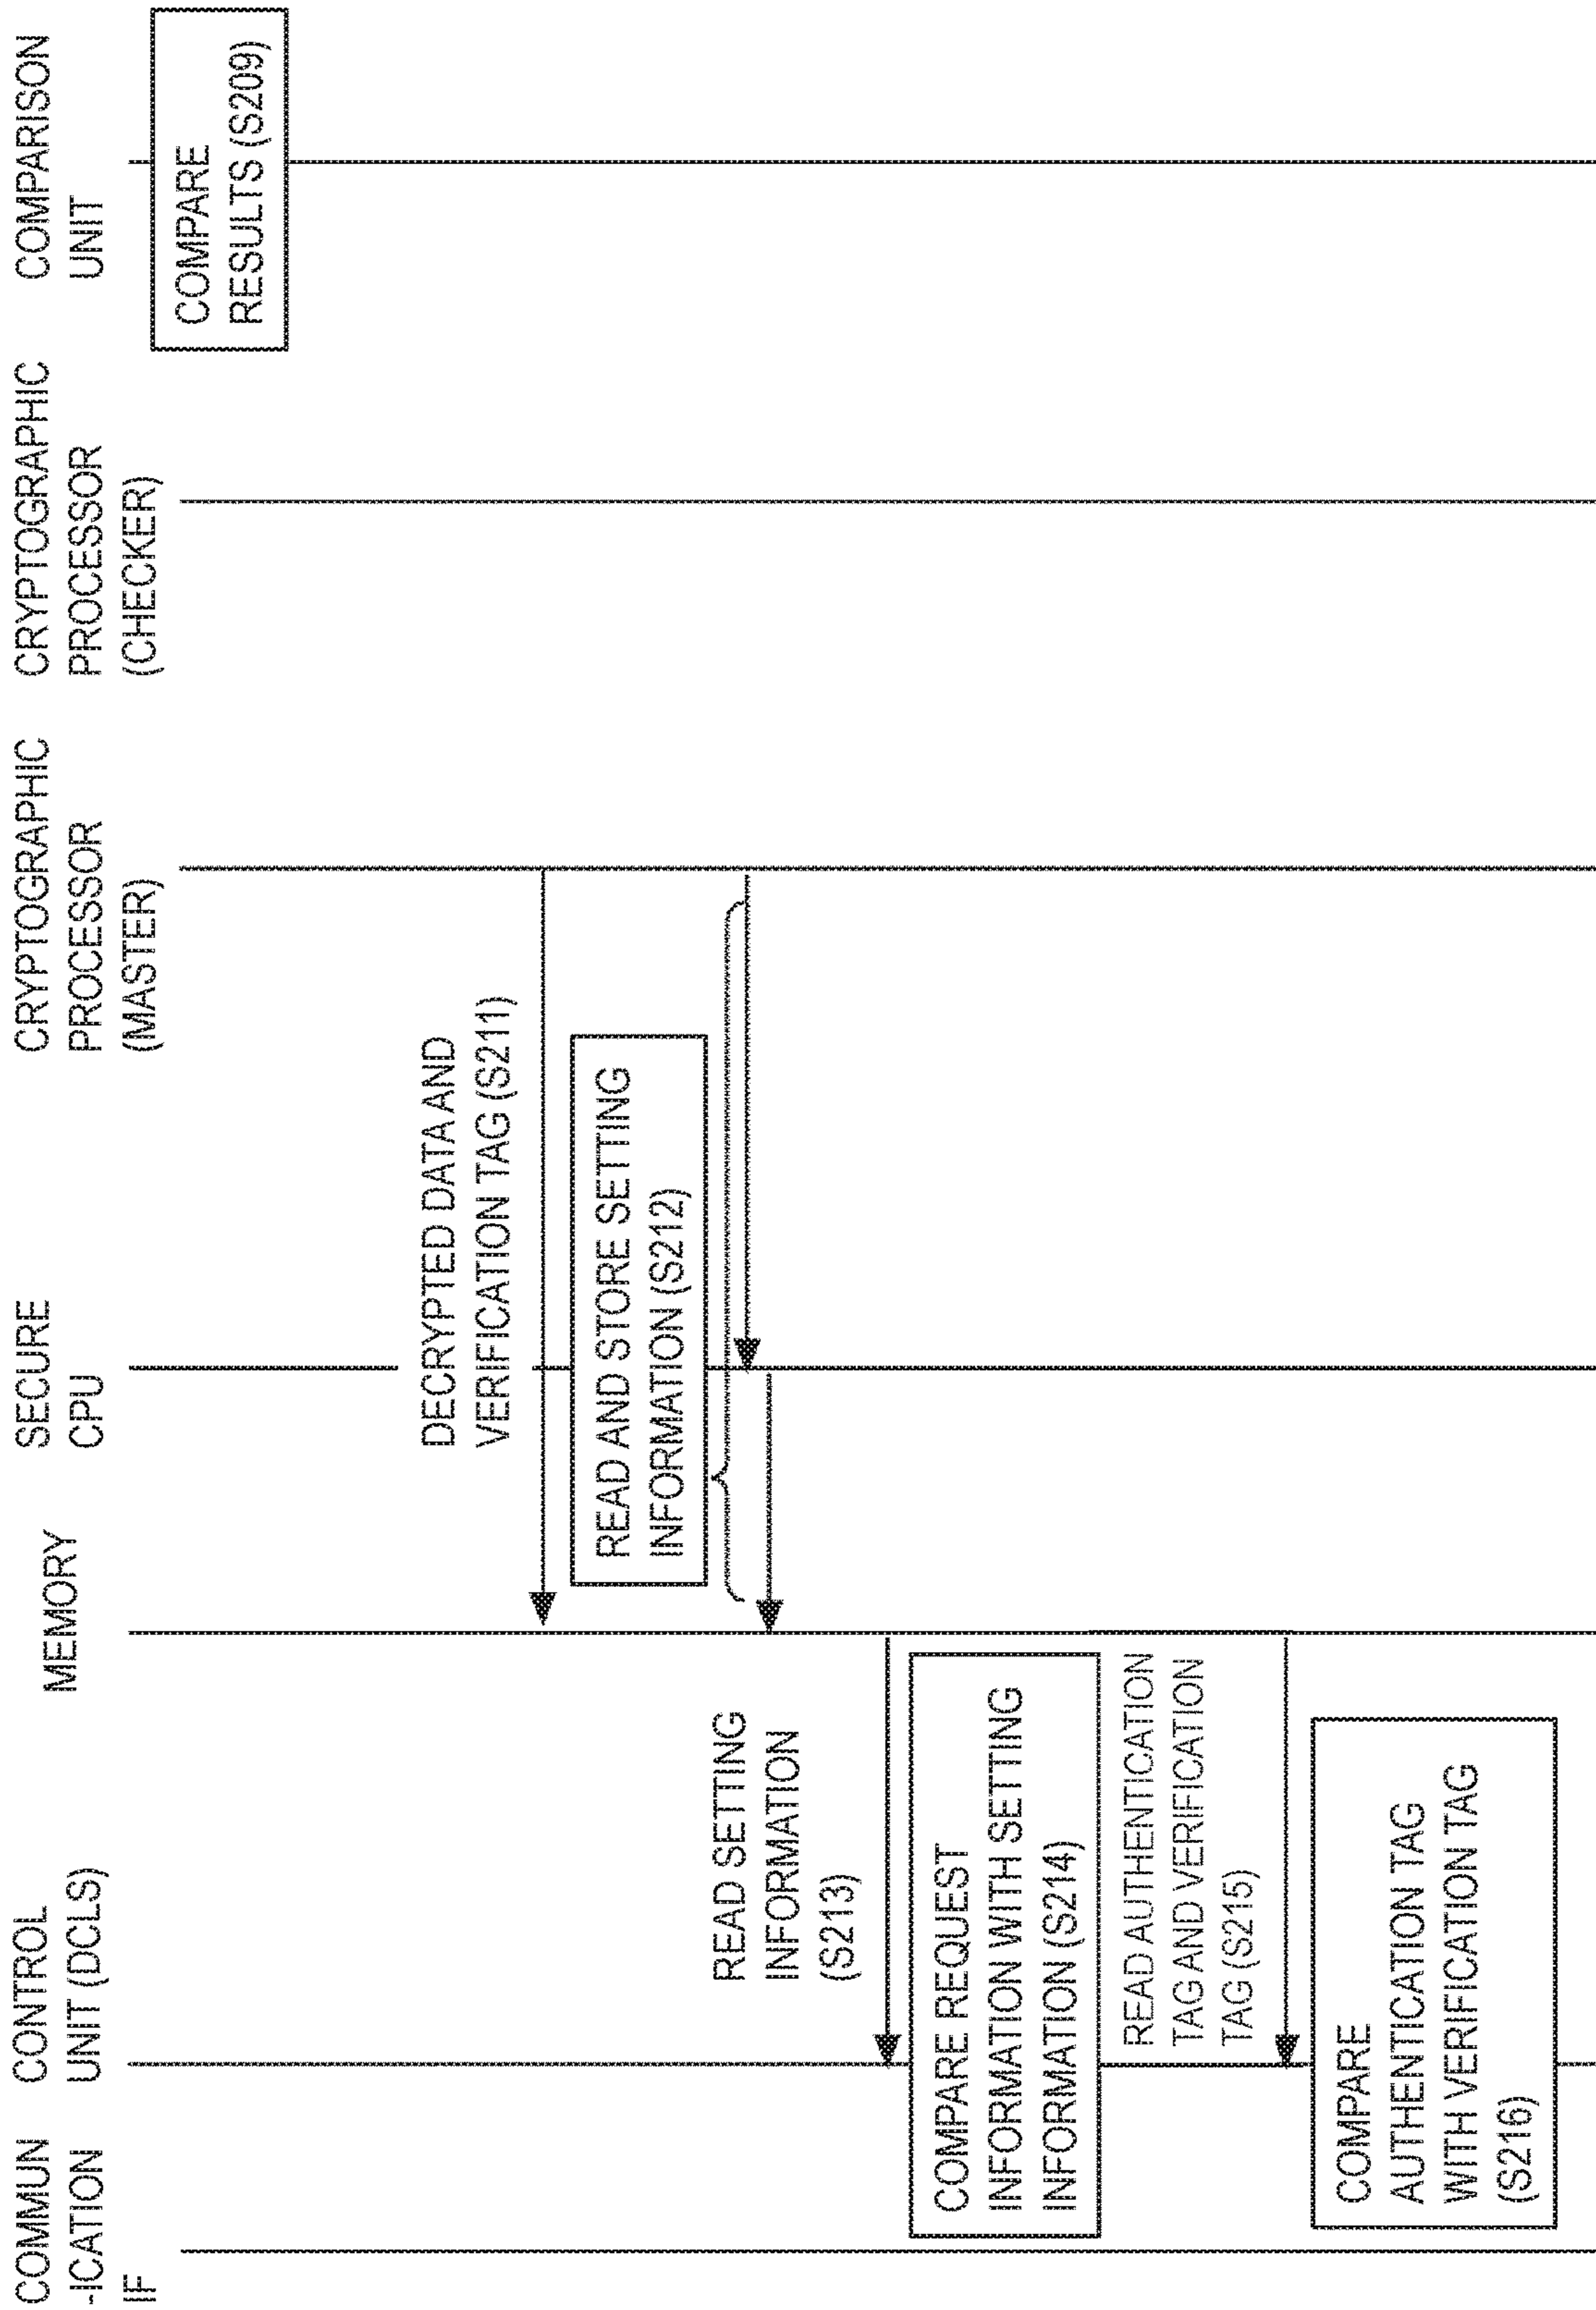 COMMUN
-ICATION
IF
CONTROL
UNIT (DCLS)
MEMORY
SECURE
CPU
CRYPTOGRAPHIC
PROCESSOR
(MASTER)
CRYPTOGRAPHIC
PROCESSOR
(CHECKER)
COMPARISON
UNIT
COMPARE
RESULTS (S209)
DECRYPTED DATA AND
VERIFICATION TAG (S211)
READ AND STORE SETTING
INFORMATION (S212)
READ SETTING
INFORMATION
(S213)
COMPARE REQUEST
INFORMATION WITH SETTING
INFORMATION (S214)
READ AUTHENTICATION
TAG AND VERIFICATION
TAG (S215)
COMPARE
AUTHENTICATION TAG
WITH VERIFICATION TAG
(S216)